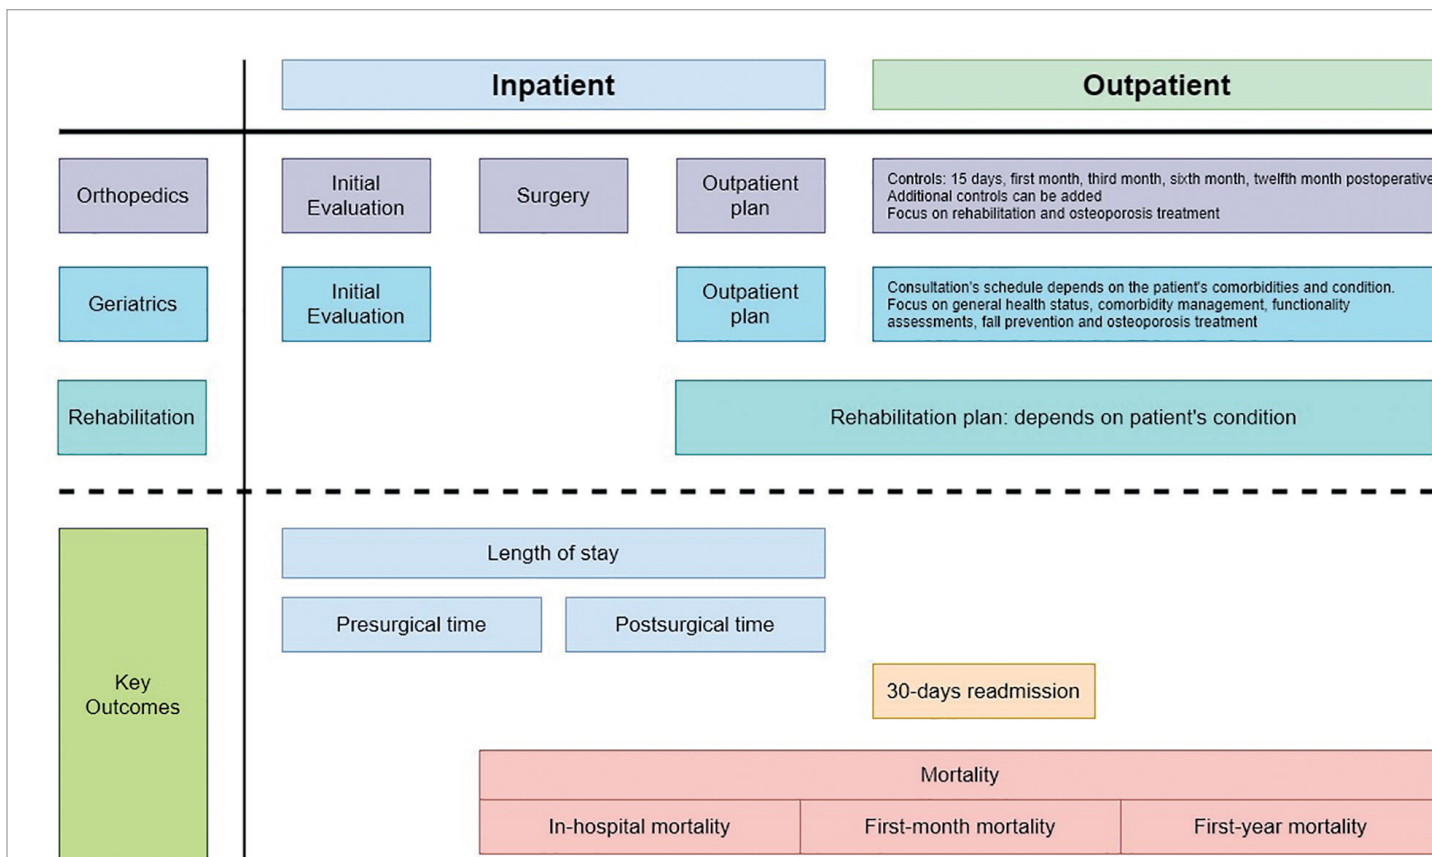 Inpatient
Outpatient
Orthopedics
Initial
Evaluation
Surgery
Outpatient
plan
Controls: 15 days, first month, third month, sixth month, twelfth month postoperative
Additional controls can be added
Focus on rehabilitation and osteoporosis treatment
Geriatrics
Initial
Evaluation
Outpatient
plan
Consultation's schedule depends on the patient's comorbidities and condition.
Focus on general health status, comorbidity management, functionality
assessments, fall prevention and osteoporosis treatment
Rehabilitation
Rehabilitation plan: depends on patient's condition
Key
Outcomes
Length of stay
Presurgical time
Postsurgical time
30-days readmission
Mortality
In-hospital mortality
First-month mortality
First-year mortality